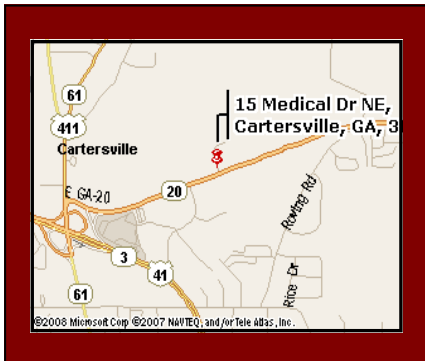 61
411
Cartersville
15 Medical Dr NE,
Cartersville, GA, 3
E GA-20
20
Roving Rd
3
41
61
Rice Dr
©2008 Microsoft Corp ©2007 NAVTEQ, and/or Tele Atlas, Inc.